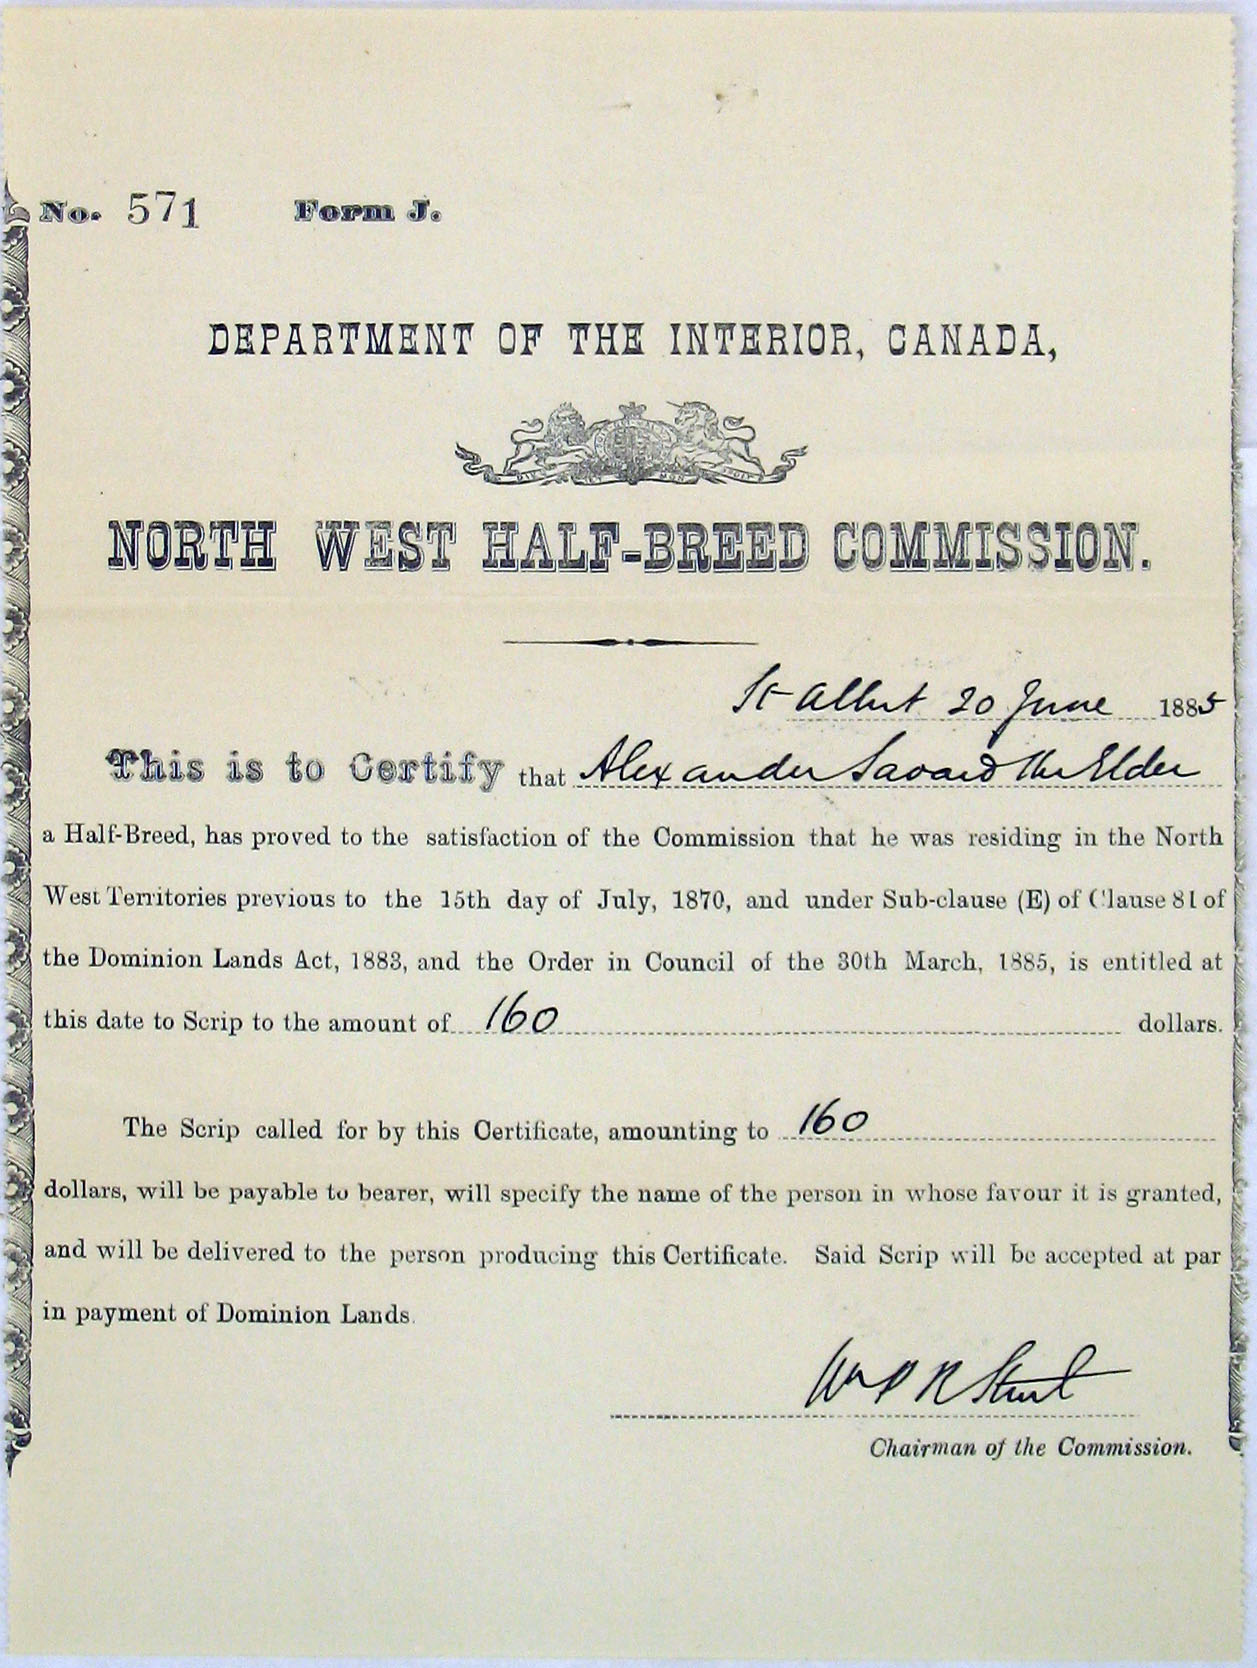 No. 571 Form J.
DEPARTMENT OF THE INTERIOR, CANADA,
NORTH WEST HALF-BREED COMMISSION.
St Albert 20 June 1885
This is to Certify that Alexander Savard the Elder
a Half-Breed, has proved to the satisfaction of the Commission that he was residing in the North
West Territories previous to the 15th day of July, 1870, and under Sub-clause (E) of Clause 81 of
the Dominion Lands Act, 1883, and the Order in Council of the 30th March, 1885, is entitled at
this date to Scrip to the amount of 160 dollars.
The Scrip called for by this Certificate, amounting to 160
dollars, will be payable to bearer, will specify the name of the person in whose favour it is granted,
and will be delivered to the person producing this Certificate. Said Scrip will be accepted at par
in payment of Dominion Lands.
Wm P R Street
Chairman of the Commission.